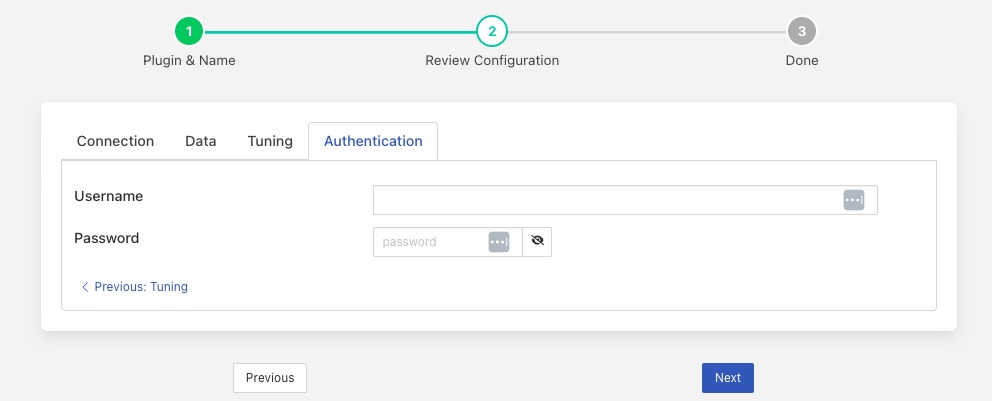 1 2 3
Plugin & Name Review Configuration Done
Connection Data Tuning Authentication
Username
Password password
Previous: Tuning
Previous Next